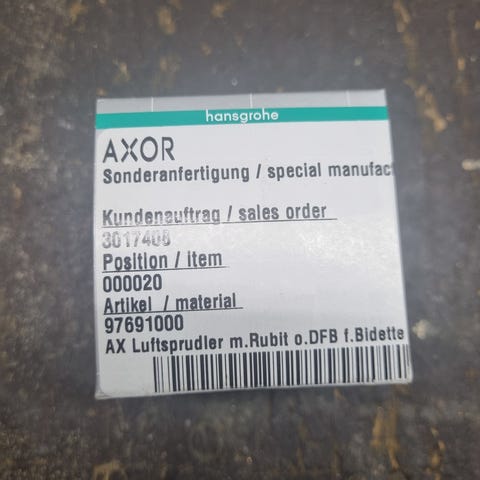 hansgrohe
AXOR
Sonderanfertigung / special manufac
Kundenauftrag / sales order
3017408
Position / item
000020
Artikel / material
97691000
AX Luftsprudler m.Rubit o.DFB f.Bidette